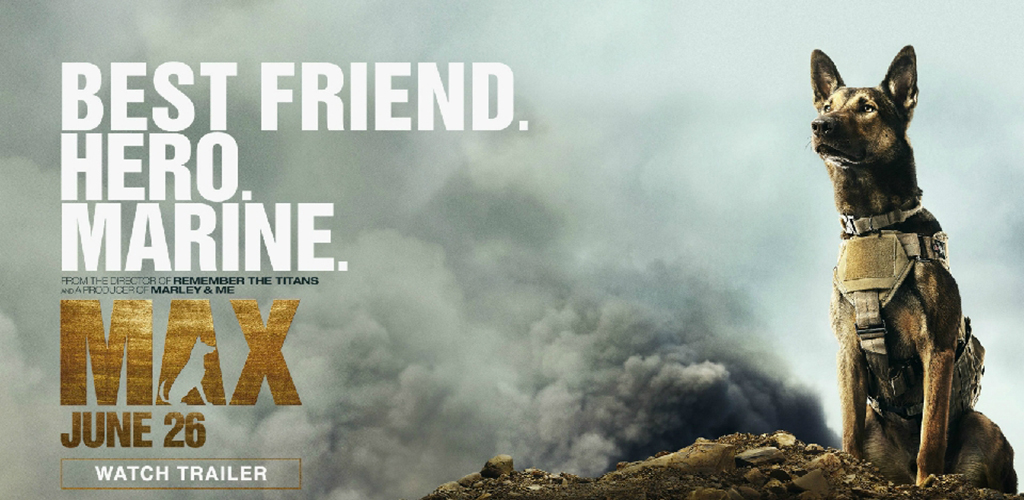 BEST FRIEND.
HERO.
MARINE.
FROM THE DIRECTOR OF REMEMBER THE TITANS
AND A PRODUCER OF MARLEY & ME
MAX
JUNE 26
WATCH TRAILER